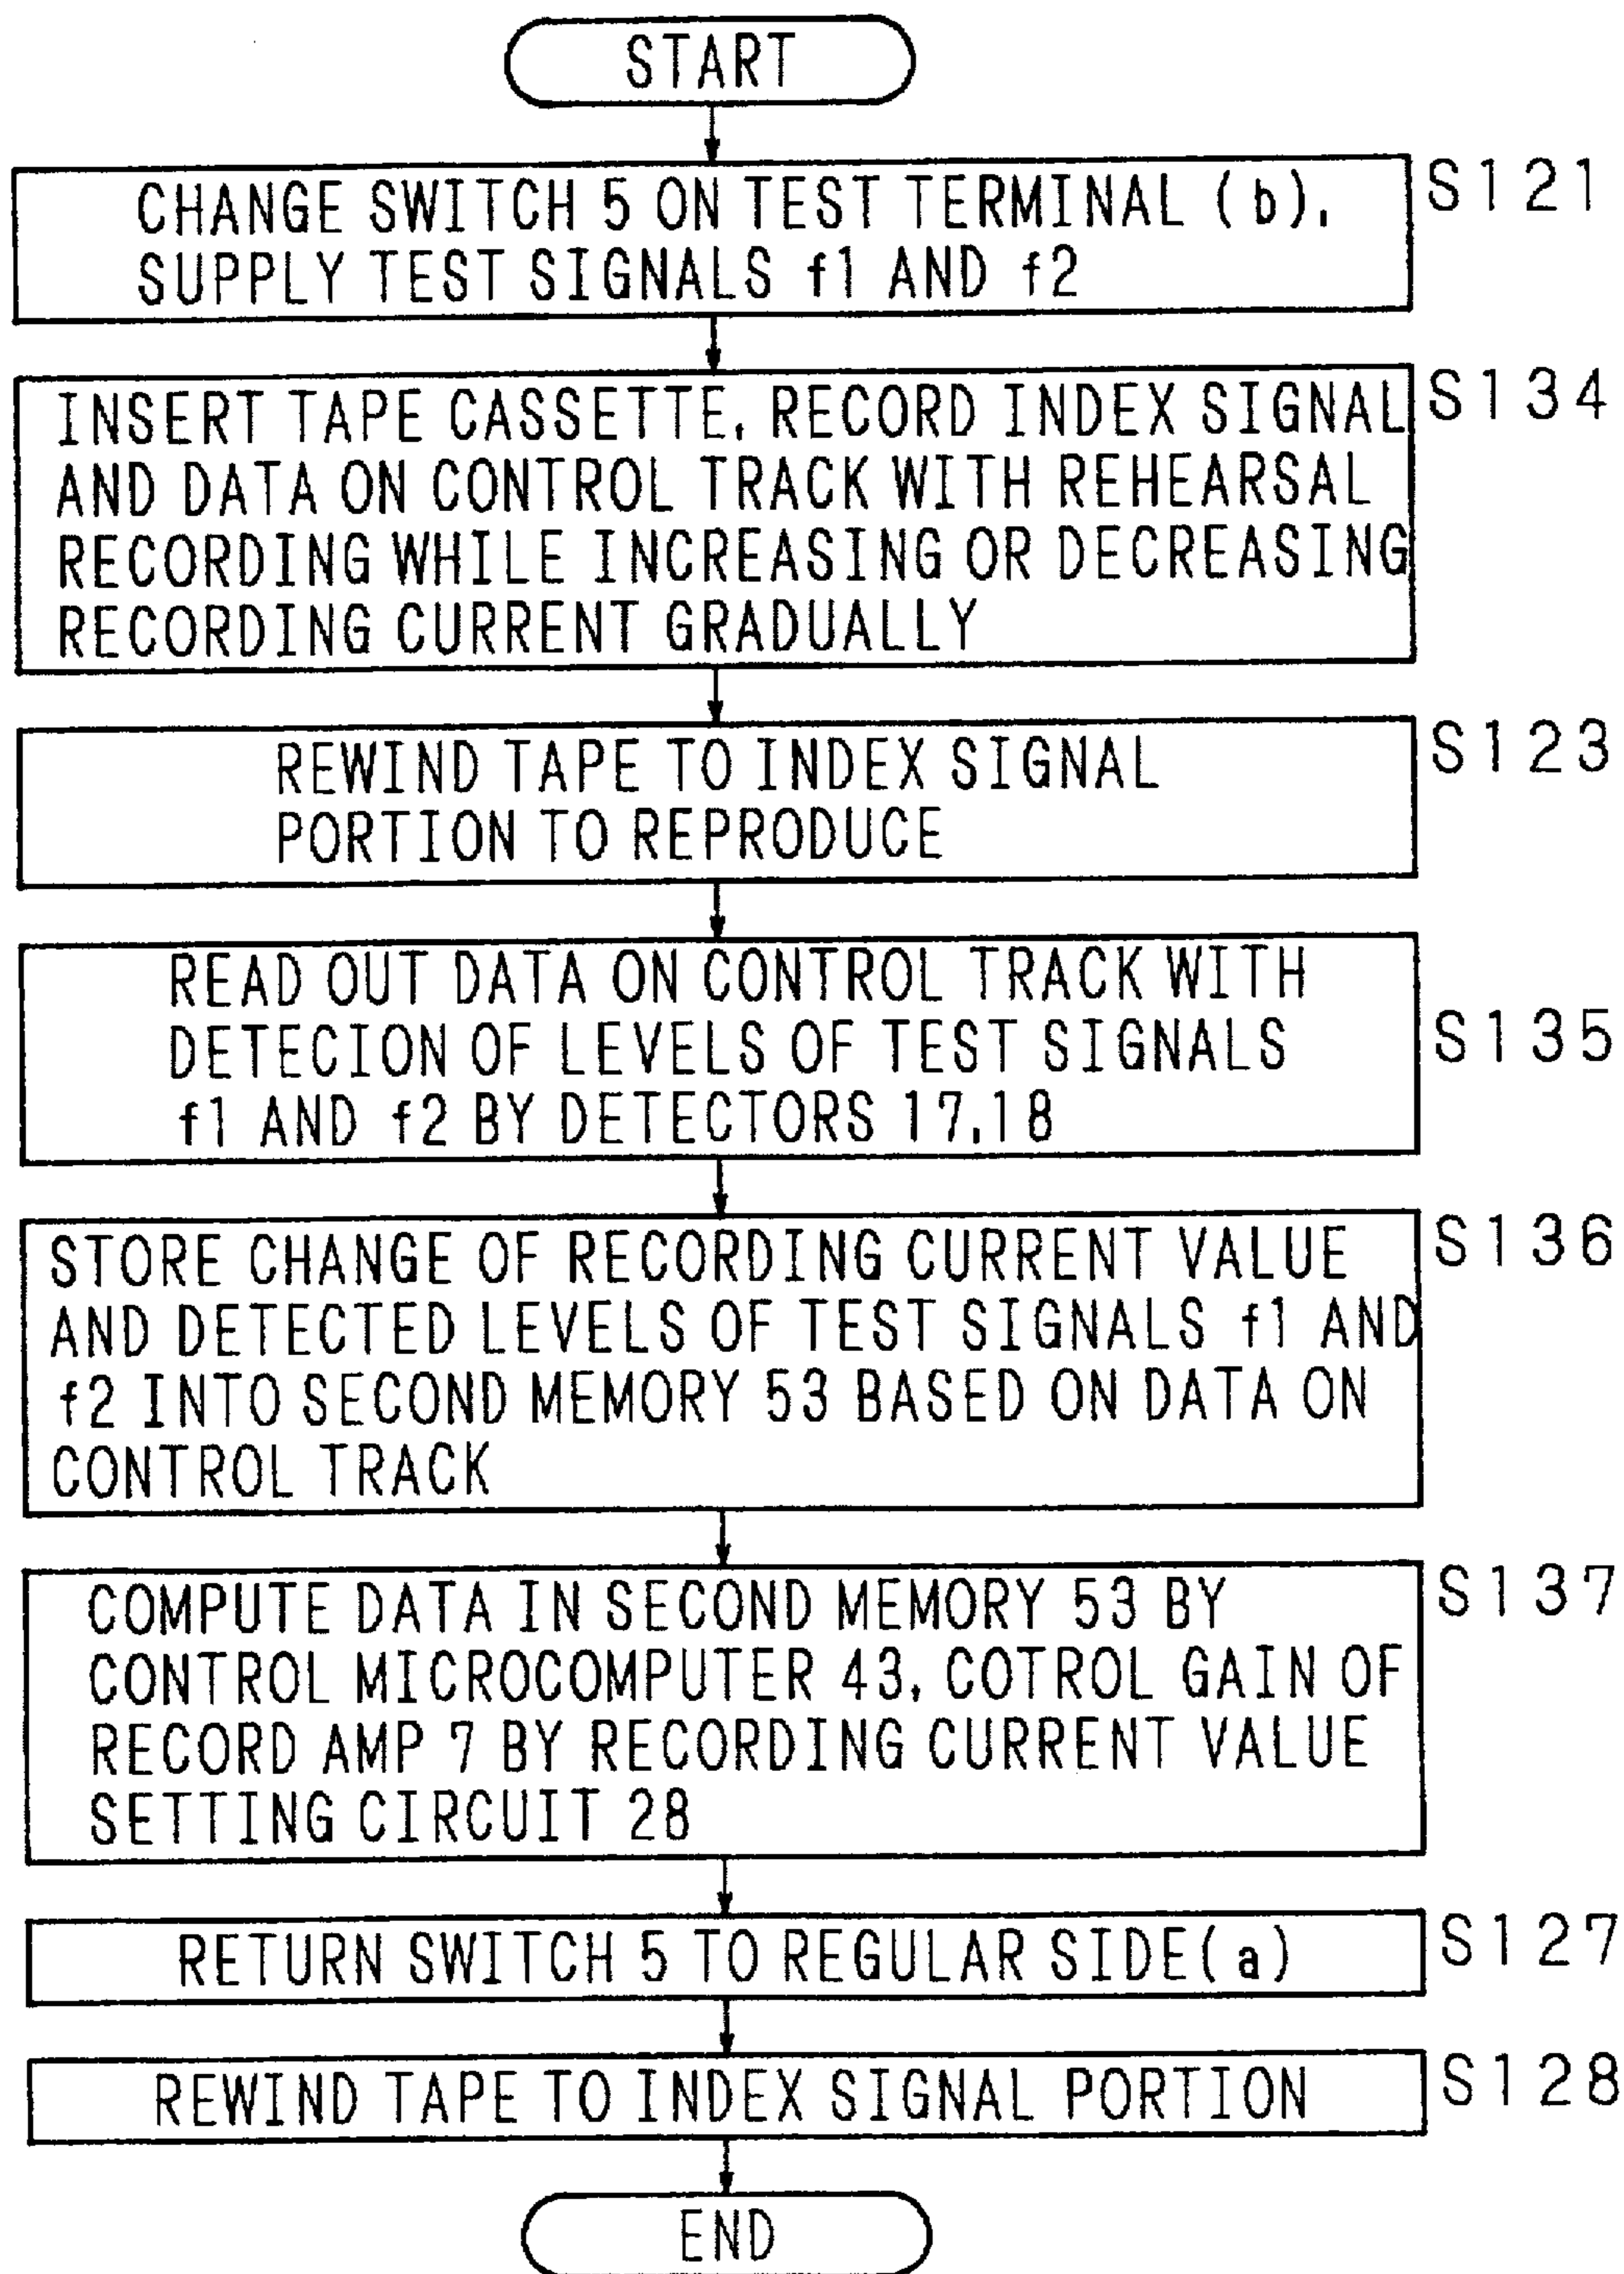 START
CHANGE SWITCH 5 ON TEST TERMINAL (b). S121
SUPPLY TEST SIGNALS f1 AND f2
INSERT TAPE CASSETTE. RECORD INDEX SIGNAL S134
AND DATA ON CONTROL TRACK WITH REHEARSAL
RECORDING WHILE INCREASING OR DECREASING
RECORDING CURRENT GRADUALLY
REWIND TAPE TO INDEX SIGNAL S123
PORTION TO REPRODUCE
READ OUT DATA ON CONTROL TRACK WITH
DETECION OF LEVELS OF TEST SIGNALS S135
f1 AND f2 BY DETECTORS 17.18
STORE CHANGE OF RECORDING CURRENT VALUE S136
AND DETECTED LEVELS OF TEST SIGNALS f1 AND
f2 INTO SECOND MEMORY 53 BASED ON DATA ON
CONTROL TRACK
COMPUTE DATA IN SECOND MEMORY 53 BY S137
CONTROL MICROCOMPUTER 43. COTROL GAIN OF
RECORD AMP 7 BY RECORDING CURRENT VALUE
SETTING CIRCUIT 28
RETURN SWITCH 5 TO REGULAR SIDE(a) S127
REWIND TAPE TO INDEX SIGNAL PORTION S128
END